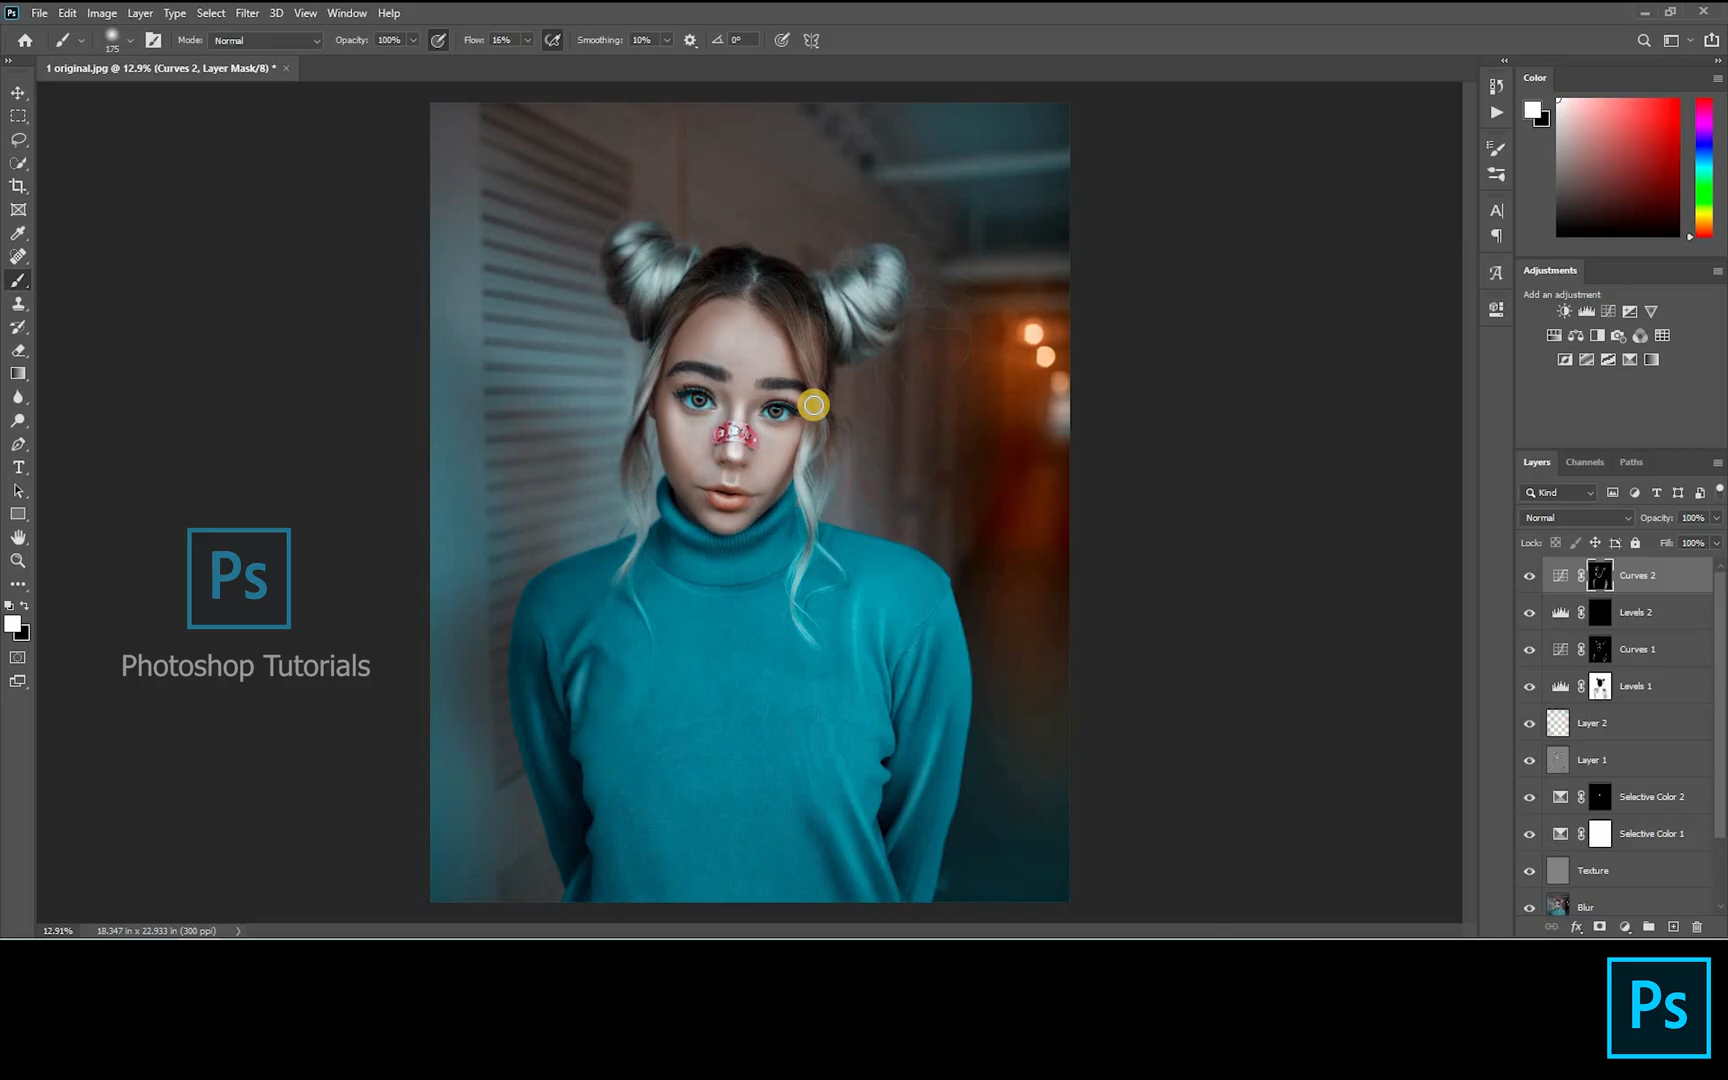 Ps File Edit Image Layer Type Select Filter 3D View Window Help
175 Mode: Normal Opacity: 100% Flow: 16% Smoothing: 10% 0°
1 original.jpg @ 12.9% (Curves 2, Layer Mask/8) * ×
Color
Adjustments
Add an adjustment
Layers Channels Paths
Kind
Normal Opacity: 100%
Lock: Fill: 100%
Curves 2
Levels 2
Curves 1
Levels 1
Layer 2
Layer 1
Selective Color 2
Selective Color 1
Texture
Blur
Ps
Photoshop Tutorials
12.91% 18.347 in x 22.933 in (300 ppi)
Ps